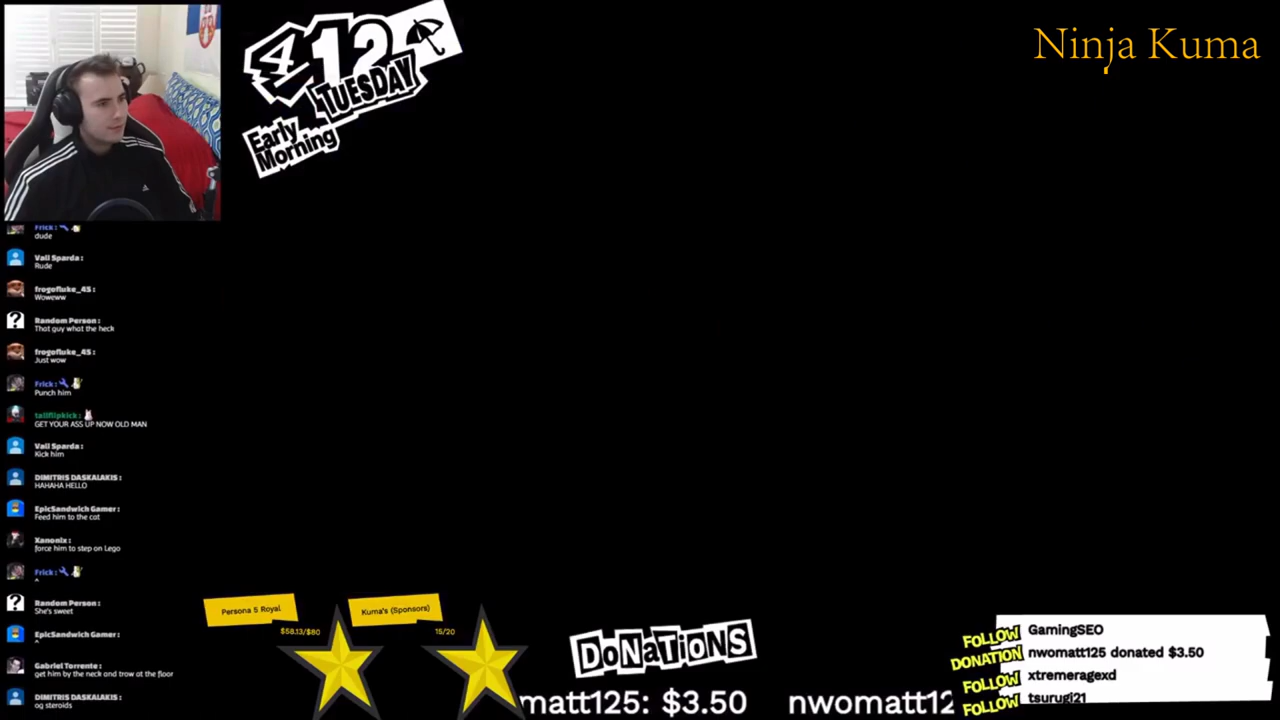 4 12
TUESDAY
Early
Morning
Ninja Kuma
Frick :
dude
Vail Sparda :
Rude
frogofluke_45 :
Woweww
Random Person :
That guy what the heck
frogofluke_45 :
Just wow
Frick :
Punch him
tallflipkick :
GET YOUR ASS UP NOW OLD MAN
Vail Sparda :
Kick him
DIMITRIS DASKALAKIS :
HAHAHA HELLO
EpicSandwich Gamer :
Feed him to the cat
Xanonix :
force him to step on Lego
Frick :
^
Random Person :
She's sweet
EpicSandwich Gamer :
^
Gabriel Torrente :
get him by the neck and trow at the floor
DIMITRIS DASKALAKIS :
og steroids
Persona 5 Royal
$58.13/$80
Kuma's (Sponsors)
15/20
DONATIONS
matt125: $3.50 nwomatt12
FOLLOW GamingSEO
DONATION nwomatt125 donated $3.50
FOLLOW xtremeragexd
FOLLOW tsurugi21